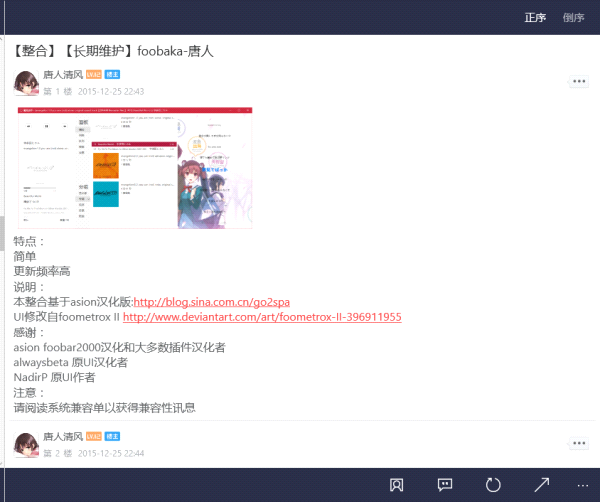 正序 倒序
【整合】【长期维护】foobaka-唐人
唐人清风 LV.12 楼主
第 1 楼 2015-12-25 22:43
特点：
简单
更新频率高
说明：
本整合基于asion汉化版:http://blog.sina.com.cn/go2spa
UI修改自foometrox II http://www.deviantart.com/art/foometrox-II-396911955
感谢：
asion foobar2000汉化和大多数插件汉化者
alwaysbeta 原UI汉化者
NadirP 原UI作者
注意：
请阅读系统兼容单以获得兼容性讯息
唐人清风 LV.12 楼主
第 2 楼 2015-12-25 22:44